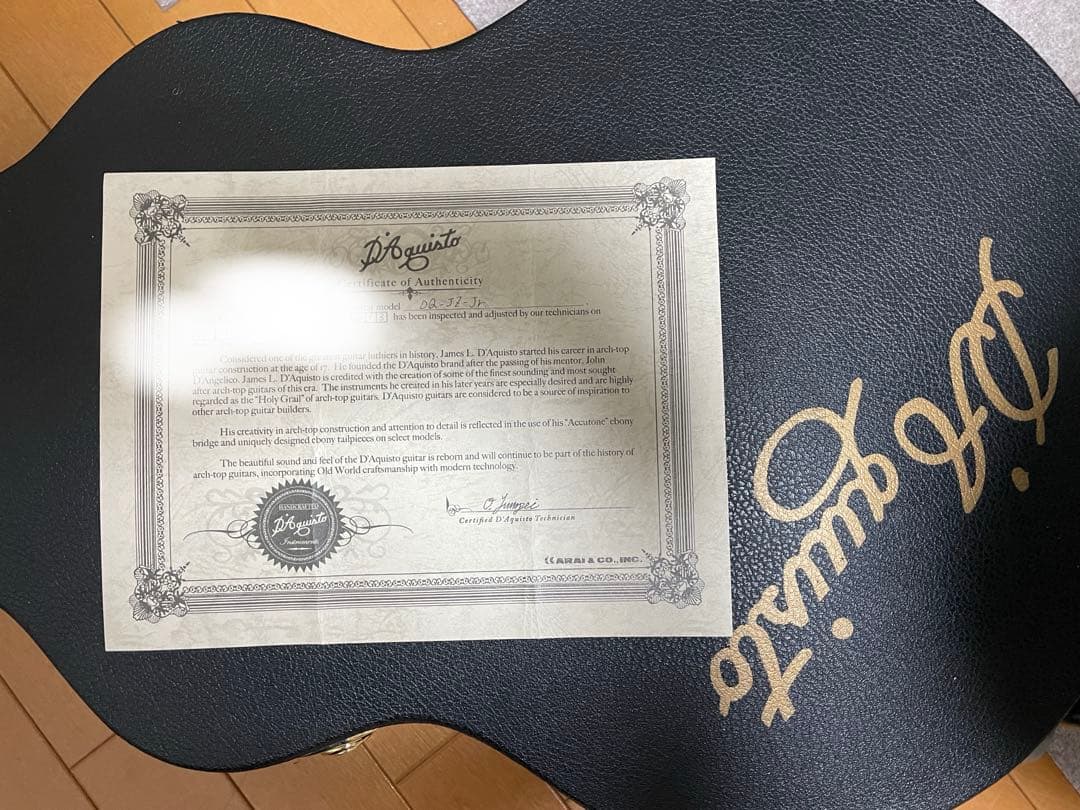 D'Aquisto
Certificate of Authenticity
model DQ-JZ-Jr
has been inspected and adjusted by our technicians on
Considered one of the greatest guitar luthiers in history, James L. D'Aquisto started his career in arch-top
guitar construction at the age of 17. He founded the D'Aquisto brand after the passing of his mentor, John
D'Angelico. James L. D'Aquisto is credited with the creation of some of the finest sounding and most sought
after arch-top guitars of this era. The instruments he created in his later years are especially desired and are highly
regarded as the "Holy Grail" of arch-top guitars. D'Aquisto guitars are considered to be a source of inspiration to
other arch-top guitar builders.
His creativity in arch-top construction and attention to detail is reflected in the use of his "Accutone" ebony
bridge and uniquely designed ebony tailpieces on select models.
The beautiful sound and feel of the D'Aquisto guitar is reborn and will continue to be part of the history of
arch-top guitars, incorporating Old World craftsmanship with modern technology.
HANDCRAFTED
D'Aquisto
O Jumpei
Certified D'Aquisto Technician
ARAI & CO., INC.
D'Aquisto